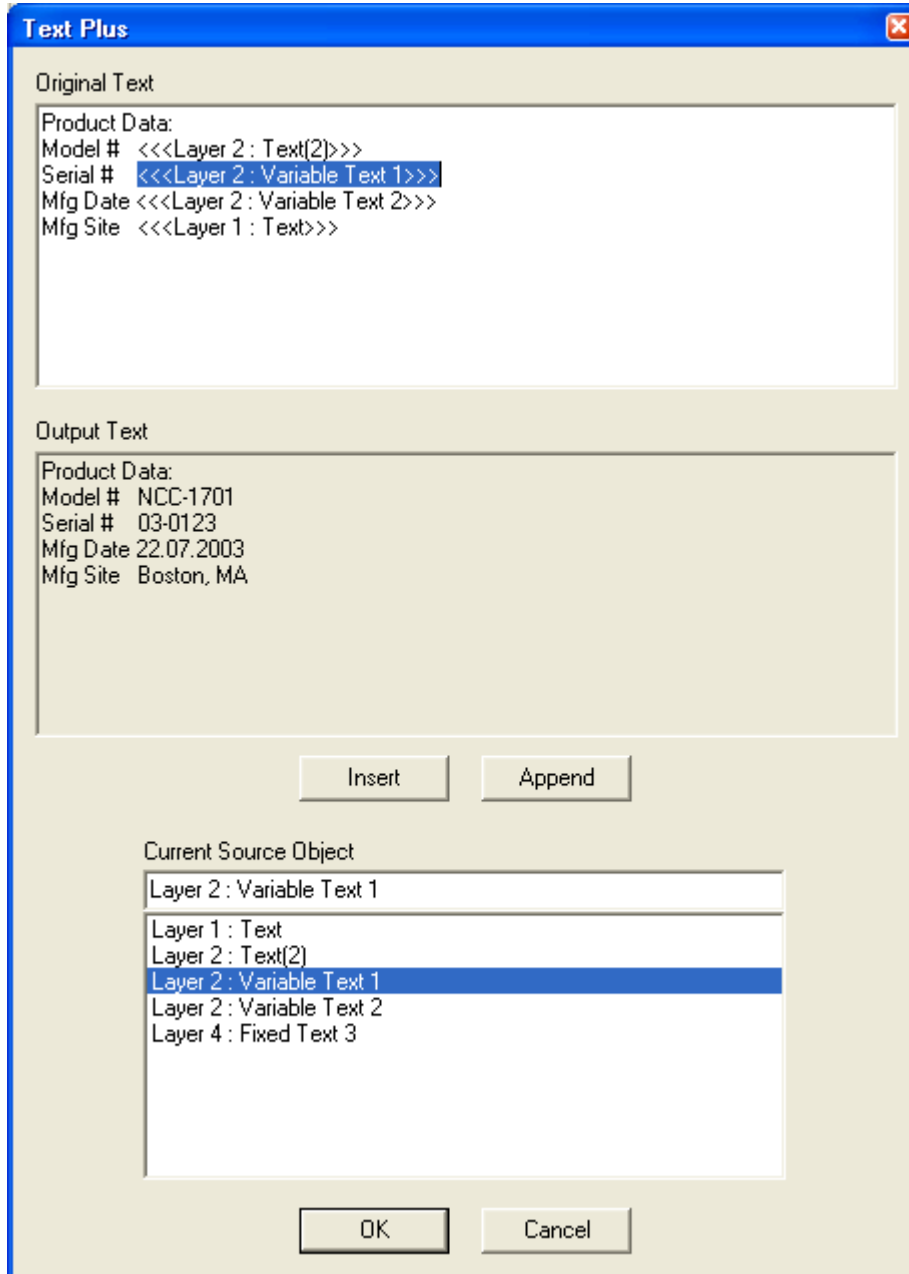 Text Plus
Original Text
Product Data:
Model # <<<Layer 2 : Text(2)>>>
Serial # <<<Layer 2 : Variable Text 1>>>
Mfg Date <<<Layer 2 : Variable Text 2>>>
Mfg Site <<<Layer 1 : Text>>>
Output Text
Product Data:
Model # NCC-1701
Serial # 03-0123
Mfg Date 22.07.2003
Mfg Site Boston, MA
Insert Append
Current Source Object
Layer 2 : Variable Text 1
Layer 1 : Text
Layer 2 : Text(2)
Layer 2 : Variable Text 1
Layer 2 : Variable Text 2
Layer 4 : Fixed Text 3
OK Cancel